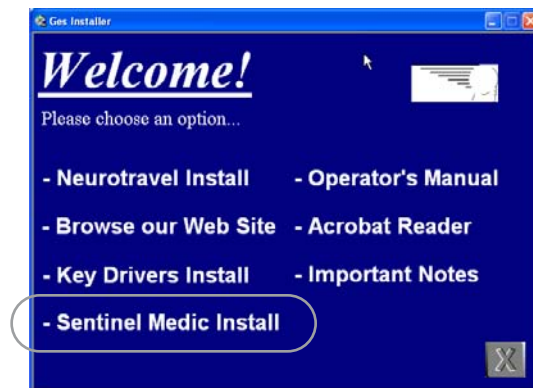 Ges Installer
Welcome!
Please choose an option...
- Neurotravel Install
- Operator's Manual
- Browse our Web Site
- Acrobat Reader
- Key Drivers Install
- Important Notes
- Sentinel Medic Install
X